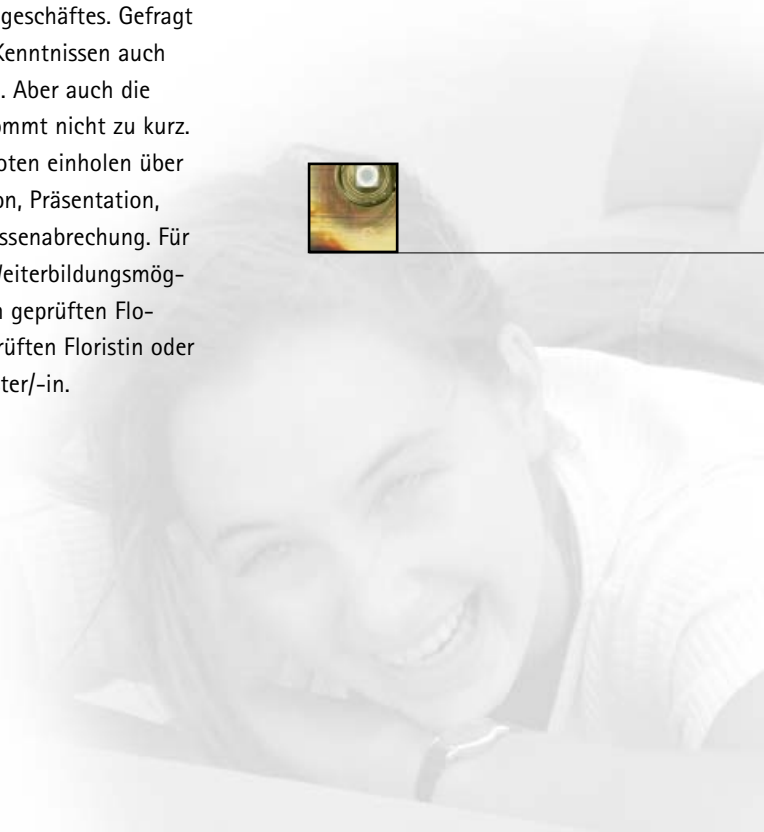 geschäftes. Gefragt
Kenntnissen auch
. Aber auch die
ommt nicht zu kurz.
oten einholen über
on, Präsentation,
ssenabrechung. Für
Weiterbildungsmög-
n geprüften Flo-
rüften Floristin oder
ter/-in.